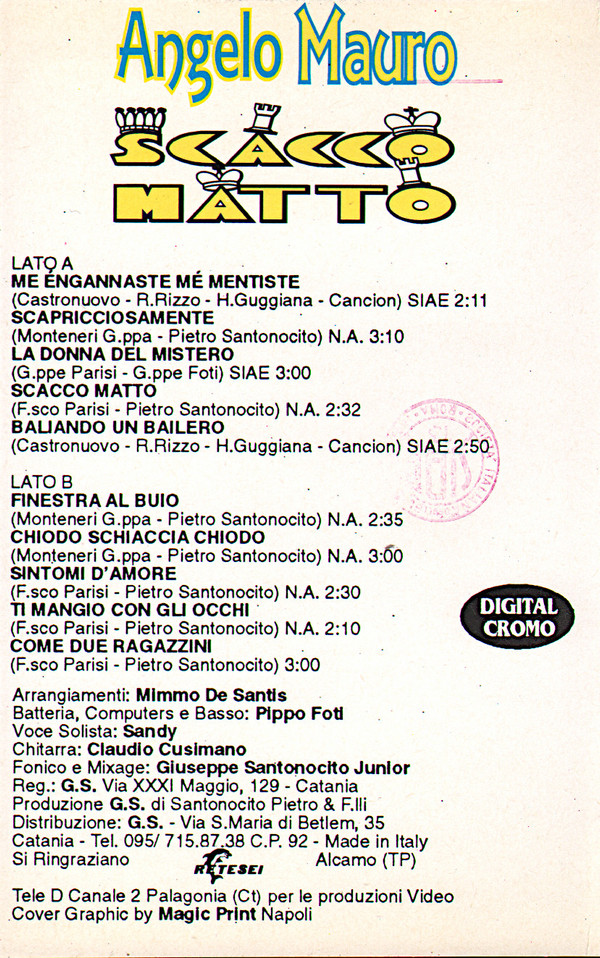 Angelo Mauro
SCACCO
MATTO
LATO A
ME ENGANNASTE MÉ MENTISTE
(Castronuovo - R.Rizzo - H.Guggiana - Cancion) SIAE 2:11
SCAPRICCIOSAMENTE
(Monteneri G.ppa - Pietro Santonocito) N.A. 3:10
LA DONNA DEL MISTERO
(G.ppe Parisi - G.ppe Foti) SIAE 3:00
SCACCO MATTO
(F.sco Parisi - Pietro Santonocito) N.A. 2:32
BALIANDO UN BAILERO
(Castronuovo - R.Rizzo - H.Guggiana - Cancion) SIAE 2:50
LATO B
FINESTRA AL BUIO
(Monteneri G.ppa - Pietro Santonocito) N.A. 2:35
CHIODO SCHIACCIA CHIODO
(Monteneri G.ppa - Pietro Santonocito) N.A. 3:00
SINTOMI D'AMORE
(F.sco Parisi - Pietro Santonocito) N.A. 2:30
TI MANGIO CON GLI OCCHI
(F.sco Parisi - Pietro Santonocito) N.A. 2:10
COME DUE RAGAZZINI
(F.sco Parisi - Pietro Santonocito) 3:00
DIGITAL
CROMO
Arrangiamenti: Mimmo De Santis
Batteria, Computers e Basso: Pippo Foti
Voce Solista: Sandy
Chitarra: Claudio Cusimano
Fonico e Mixage: Giuseppe Santonocito Junior
Reg.: G.S. Via XXXI Maggio, 129 - Catania
Produzione G.S. di Santonocito Pietro & F.lli
Distribuzione: G.S. - Via S.Maria di Betlem, 35
Catania - Tel. 095/ 715.87.38 C.P. 92 - Made in Italy
Si Ringraziano RETESEI Alcamo (TP)
Tele D Canale 2 Palagonia (Ct) per le produzioni Video
Cover Graphic by Magic Print Napoli